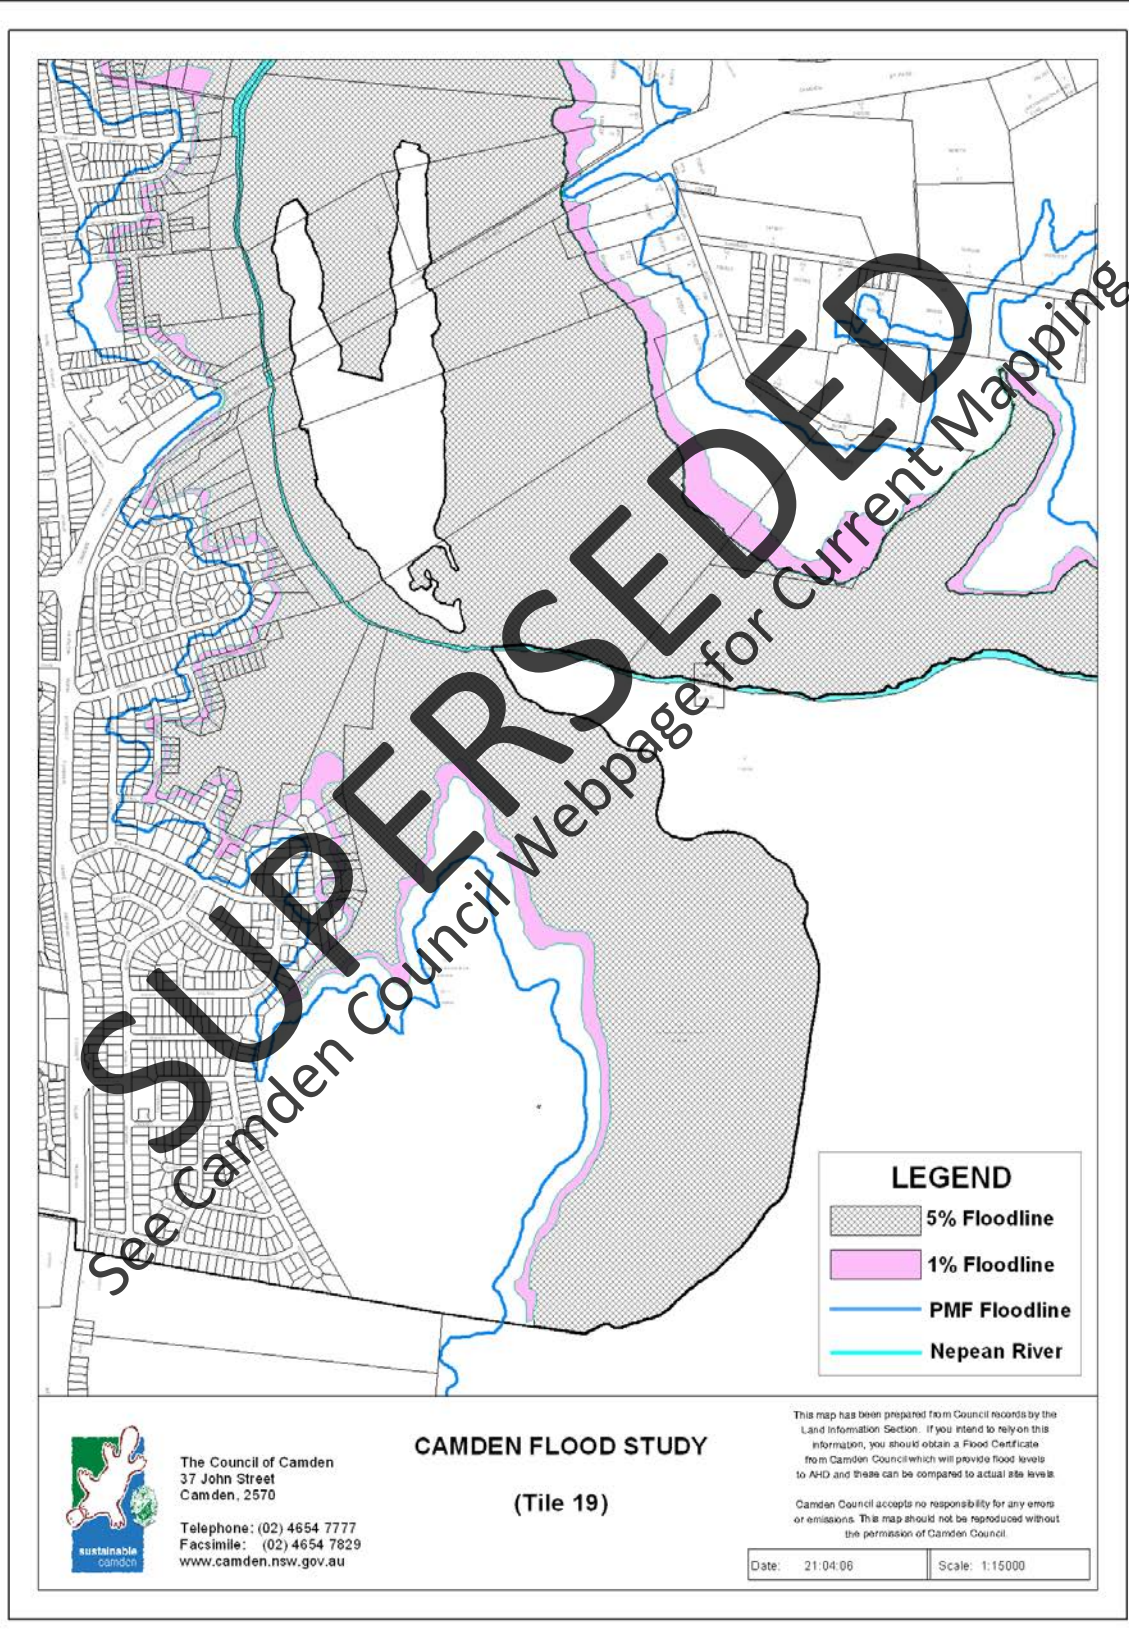 SUPERSEDED
See Camden Council Webpage for Current Mapping
LEGEND
5% Floodline
1% Floodline
PMF Floodline
Nepean River
sustainable
camden
The Council of Camden
37 John Street
Camden, 2570
Telephone: (02) 4654 7777
Facsimile: (02) 4654 7829
www.camden.nsw.gov.au
CAMDEN FLOOD STUDY
(Tile 19)
This map has been prepared from Council records by the
Land Information Section. If you intend to rely on this
information, you should obtain a Flood Certificate
from Camden Council which will provide flood levels
to AHD and these can be compared to actual site levels
Camden Council accepts no responsibility for any errors
or omissions. This map should not be reproduced without
the permission of Camden Council.
Date: 21:04:06
Scale: 1:15000